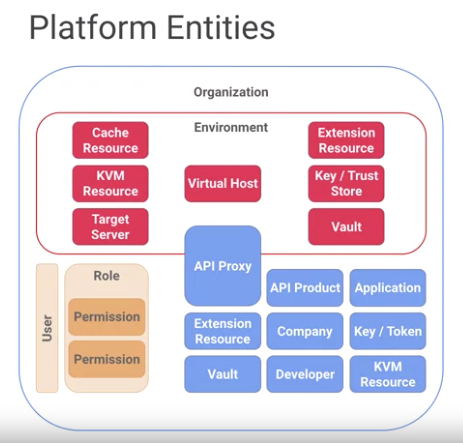 Platform Entities
Organization
Environment
Cache
Resource
Extension
Resource
KVM
Resource
Virtual Host
Key / Trust
Store
Target
Server
Vault
API Proxy
Role
User
Permission
Permission
API Product
Application
Extension
Resource
Company
Key / Token
Vault
Developer
KVM
Resource